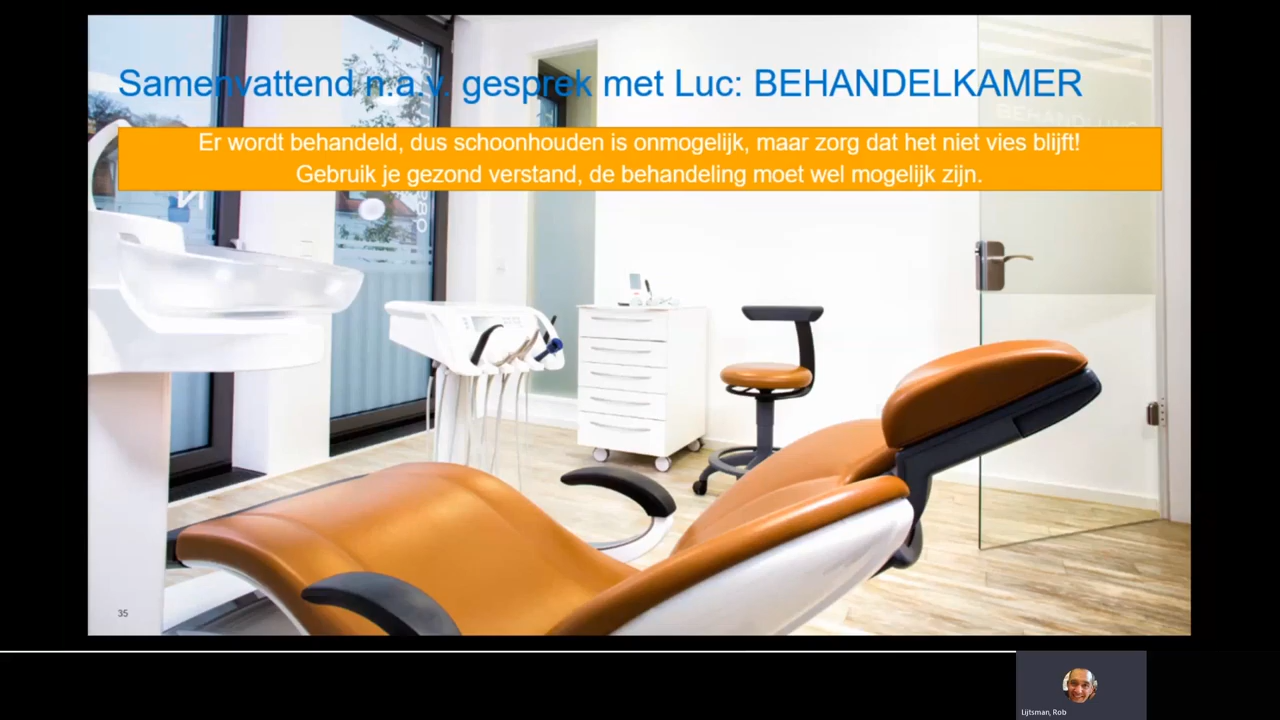 Samenvattend n.a.v. gesprek met Luc: BEHANDELKAMER
Er wordt behandeld, dus schoonhouden is onmogelijk, maar zorg dat het niet vies blijft!
Gebruik je gezond verstand, de behandeling moet wel mogelijk zijn.
BEHANDLUNG
35
Lijtsman, Rob